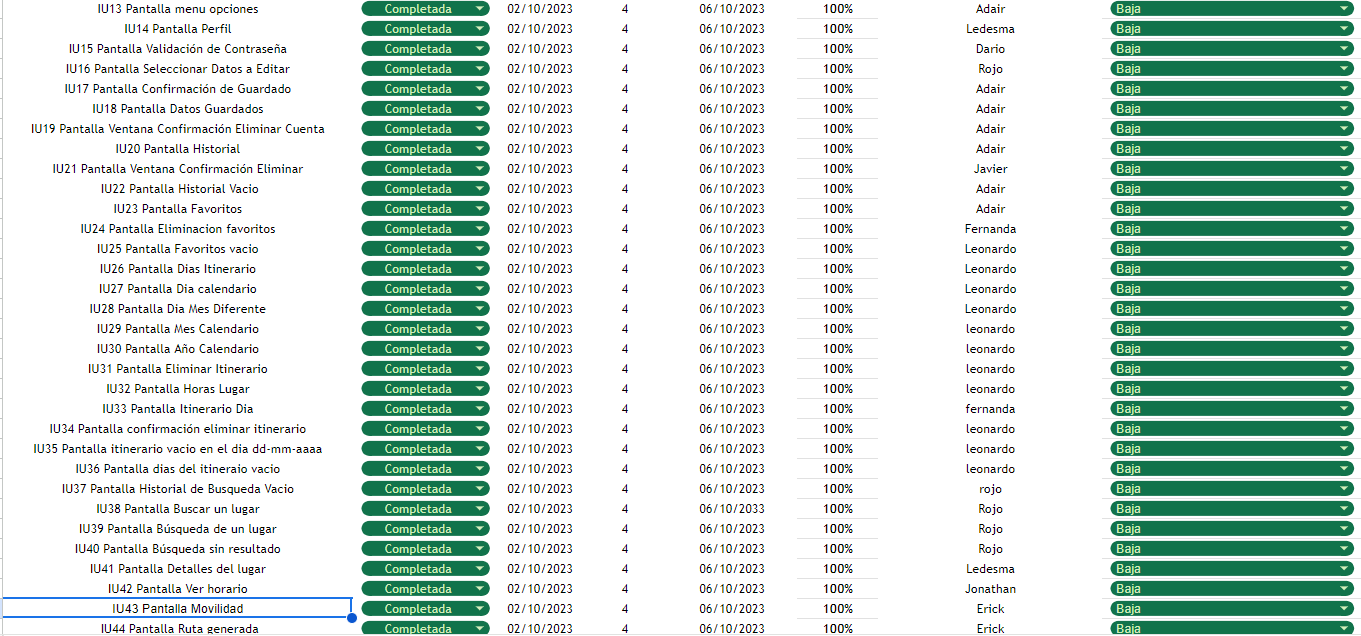 IU13 Pantalla menu opciones Completada 02/10/2023 4 06/10/2023 100% Adair Baja
IU14 Pantalla Perfil Completada 02/10/2023 4 06/10/2023 100% Ledesma Baja
IU15 Pantalla Validación de Contraseña Completada 02/10/2023 4 06/10/2023 100% Dario Baja
IU16 Pantalla Seleccionar Datos a Editar Completada 02/10/2023 4 06/10/2023 100% Rojo Baja
IU17 Pantalla Confirmación de Guardado Completada 02/10/2023 4 06/10/2023 100% Adair Baja
IU18 Pantalla Datos Guardados Completada 02/10/2023 4 06/10/2023 100% Adair Baja
IU19 Pantalla Ventana Confirmación Eliminar Cuenta Completada 02/10/2023 4 06/10/2023 100% Adair Baja
IU20 Pantalla Historial Completada 02/10/2023 4 06/10/2023 100% Adair Baja
IU21 Pantalla Ventana Confirmación Eliminar Completada 02/10/2023 4 06/10/2023 100% Javier Baja
IU22 Pantalla Historial Vacio Completada 02/10/2023 4 06/10/2023 100% Adair Baja
IU23 Pantalla Favoritos Completada 02/10/2023 4 06/10/2023 100% Adair Baja
IU24 Pantalla Eliminacion favoritos Completada 02/10/2023 4 06/10/2023 100% Fernanda Baja
IU25 Pantalla Favoritos vacio Completada 02/10/2023 4 06/10/2023 100% Leonardo Baja
IU26 Pantalla Dias Itinerario Completada 02/10/2023 4 06/10/2023 100% Leonardo Baja
IU27 Pantalla Dia calendario Completada 02/10/2023 4 06/10/2023 100% Leonardo Baja
IU28 Pantalla Dia Mes Diferente Completada 02/10/2023 4 06/10/2023 100% Leonardo Baja
IU29 Pantalla Mes Calendario Completada 02/10/2023 4 06/10/2023 100% leonardo Baja
IU30 Pantalla Año Calendario Completada 02/10/2023 4 06/10/2023 100% leonardo Baja
IU31 Pantalla Eliminar Itinerario Completada 02/10/2023 4 06/10/2023 100% leonardo Baja
IU32 Pantalla Horas Lugar Completada 02/10/2023 4 06/10/2023 100% leonardo Baja
IU33 Pantalla Itinerario Dia Completada 02/10/2023 4 06/10/2023 100% fernanda Baja
IU34 Pantalla confirmación eliminar itinerario Completada 02/10/2023 4 06/10/2023 100% leonardo Baja
IU35 Pantalla itinerario vacio en el dia dd-mm-aaaa Completada 02/10/2023 4 06/10/2023 100% leonardo Baja
IU36 Pantalla dias del itineraio vacio Completada 02/10/2023 4 06/10/2023 100% leonardo Baja
IU37 Pantalla Historial de Busqueda Vacio Completada 02/10/2023 4 06/10/2023 100% rojo Baja
IU38 Pantalla Buscar un lugar Completada 02/10/2023 4 06/10/2033 100% Rojo Baja
IU39 Pantalla Búsqueda de un lugar Completada 02/10/2023 4 06/10/2023 100% Rojo Baja
IU40 Pantalla Búsqueda sin resultado Completada 02/10/2023 4 06/10/2023 100% Rojo Baja
IU41 Pantalla Detalles del lugar Completada 02/10/2023 4 06/10/2023 100% Ledesma Baja
IU42 Pantalla Ver horario Completada 02/10/2023 4 06/10/2023 100% Jonathan Baja
IU43 Pantalla Movilidad Completada 02/10/2023 4 06/10/2023 100% Erick Baja
IU44 Pantalla Ruta generada Completada 02/10/2023 4 06/10/2023 100% Erick Baja